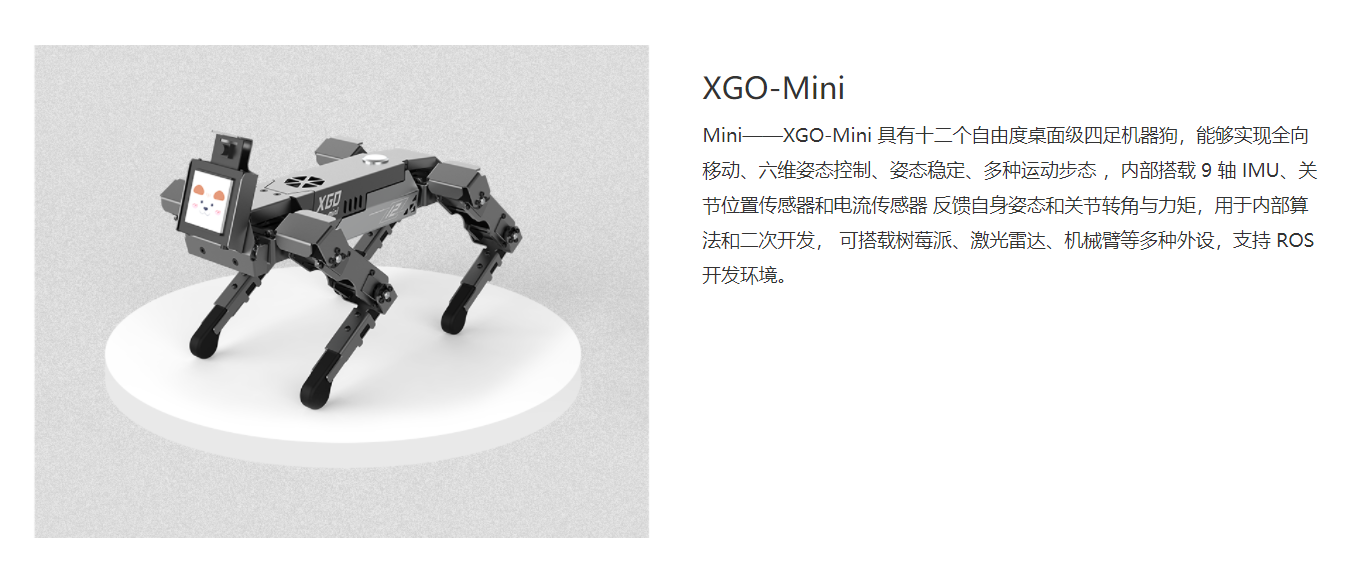 XGO
mini
XGO-Mini
Mini——XGO-Mini 具有十二个自由度桌面级四足机器狗，能够实现全向
移动、六维姿态控制、姿态稳定、多种运动步态 ，内部搭载 9 轴 IMU、关
节位置传感器和电流传感器 反馈自身姿态和关节转角与力矩，用于内部算
法和二次开发， 可搭载树莓派、激光雷达、机械臂等多种外设，支持 ROS
开发环境。